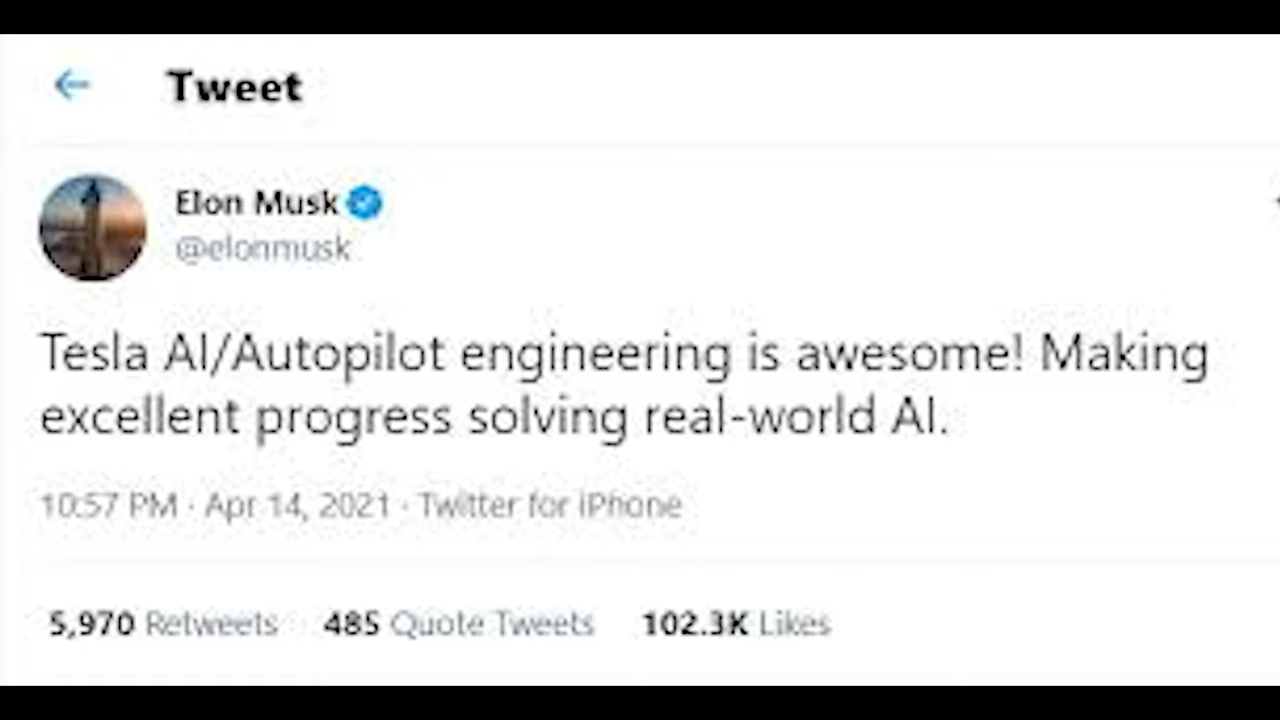 Tweet
Elon Musk
@elonmusk
Tesla AI/Autopilot engineering is awesome! Making
excellent progress solving real-world AI.
10:57 PM · Apr 14, 2021 · Twitter for iPhone
5,970 Retweets 485 Quote Tweets 102.3K Likes